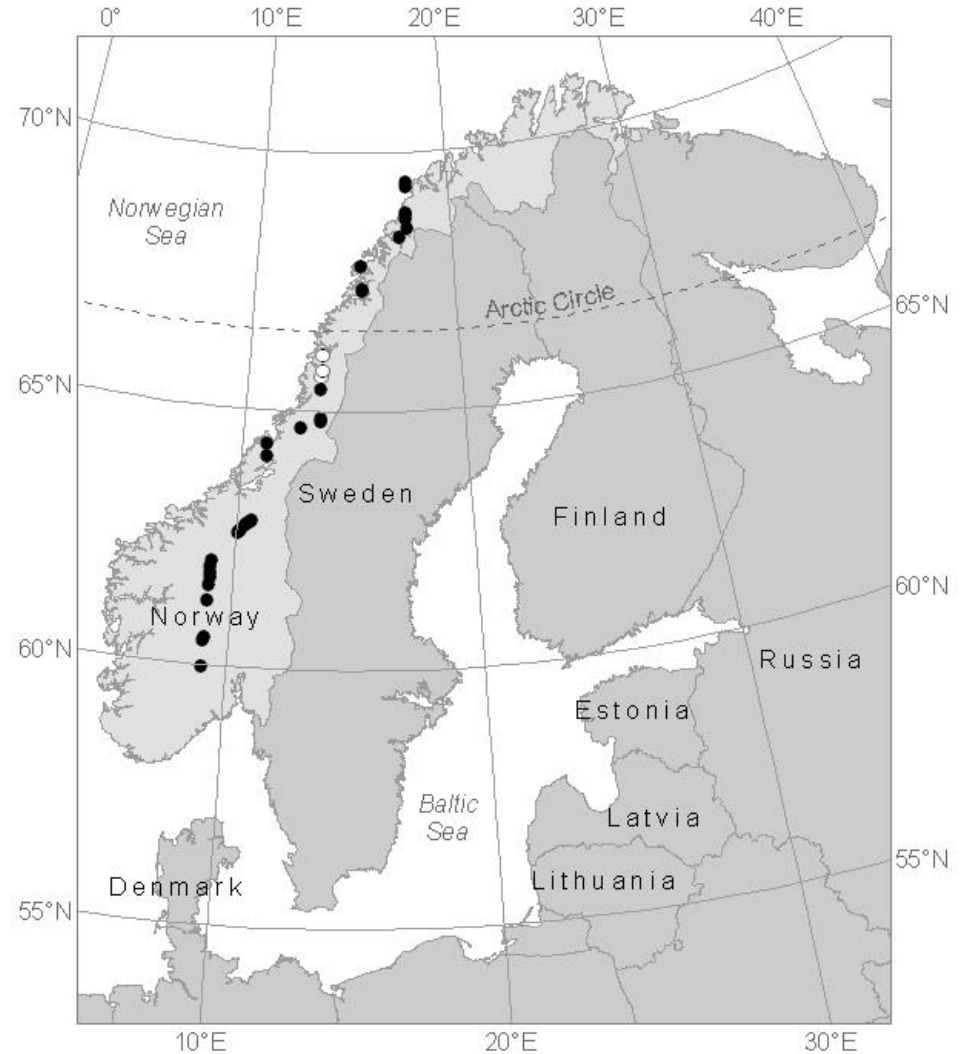 0° 10°E 20°E 30°E 40°E
70°N
Norwegian
Sea
Arctic Circle
65°N
65°N
Sweden
Finland
60°N
Norway
60°N
Russia
Estonia
Baltic
Sea
Latvia
55°N
Denmark
Lithuania
55°N
10°E 20°E 30°E